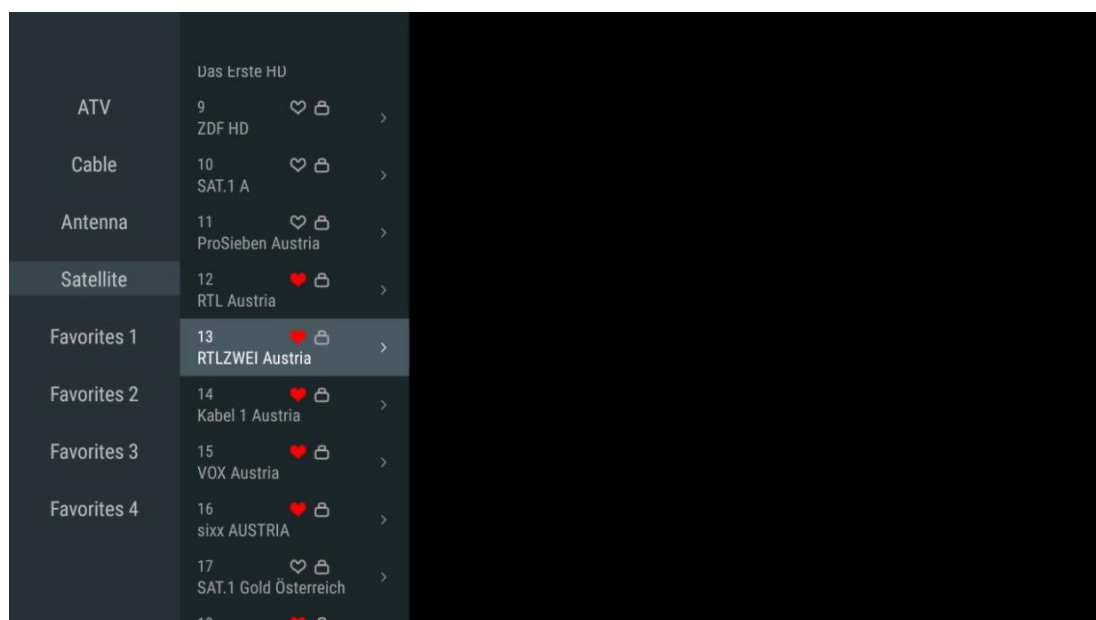 ATV
Cable
Antenna
Satellite
Favorites 1
Favorites 2
Favorites 3
Favorites 4
Das Erste HD
9
ZDF HD
10
SAT.1 A
11
ProSieben Austria
12
RTL Austria
13
RTLZWEI Austria
14
Kabel 1 Austria
15
VOX Austria
16
sixx AUSTRIA
17
SAT.1 Gold Österreich